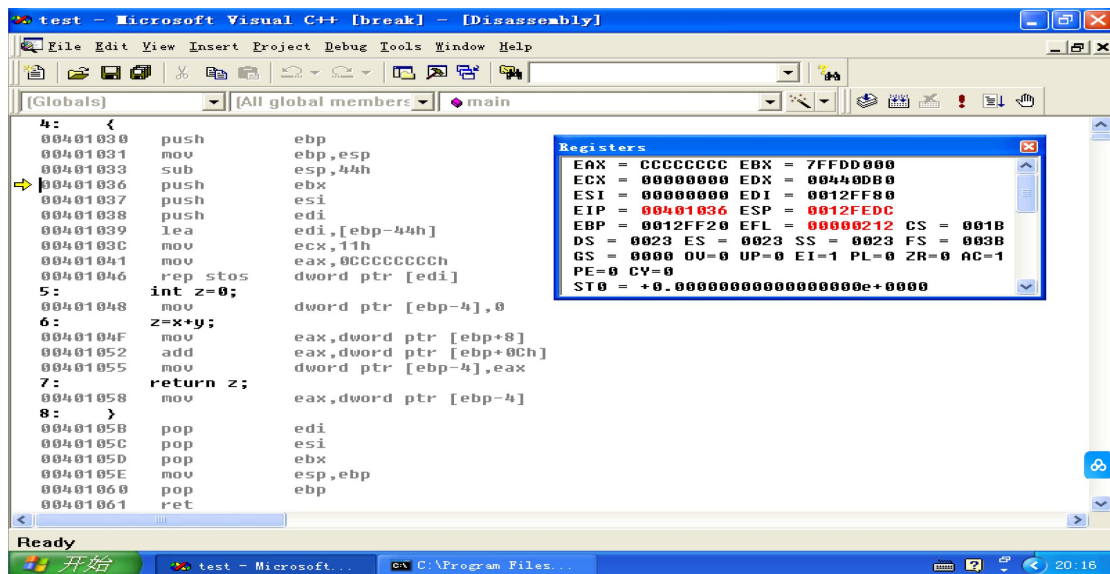 test - Microsoft Visual C++ [break] - [Disassembly]
File Edit View Insert Project Debug Tools Window Help
(Globals) (All global members main
4: {
00401030 push ebp
00401031 mov ebp,esp
00401033 sub esp,44h
00401036 push ebx
00401037 push esi
00401038 push edi
00401039 lea edi,[ebp-44h]
0040103C mov ecx,11h
00401041 mov eax,0CCCCCCCCh
00401046 rep stos dword ptr [edi]
5: int z=0;
00401048 mov dword ptr [ebp-4],0
6: z=x+y;
0040104F mov eax,dword ptr [ebp+8]
00401052 add eax,dword ptr [ebp+0Ch]
00401055 mov dword ptr [ebp-4],eax
7: return z;
00401058 mov eax,dword ptr [ebp-4]
8: }
0040105B pop edi
0040105C pop esi
0040105D pop ebx
0040105E mov esp,ebp
00401060 pop ebp
00401061 ret
Registers
EAX = CCCCCCCC EBX = 7FFDD000
ECX = 00000000 EDX = 00440DB0
ESI = 00000000 EDI = 0012FF80
EIP = 00401036 ESP = 0012FEDC
EBP = 0012FF20 EFL = 00000212 CS = 001B
DS = 0023 ES = 0023 SS = 0023 FS = 003B
GS = 0000 OV=0 UP=0 EI=1 PL=0 ZR=0 AC=1
PE=0 CY=0
ST0 = +0.00000000000000000e+0000
Ready
开始 test - Microsoft... C:\Program Files... 20:16